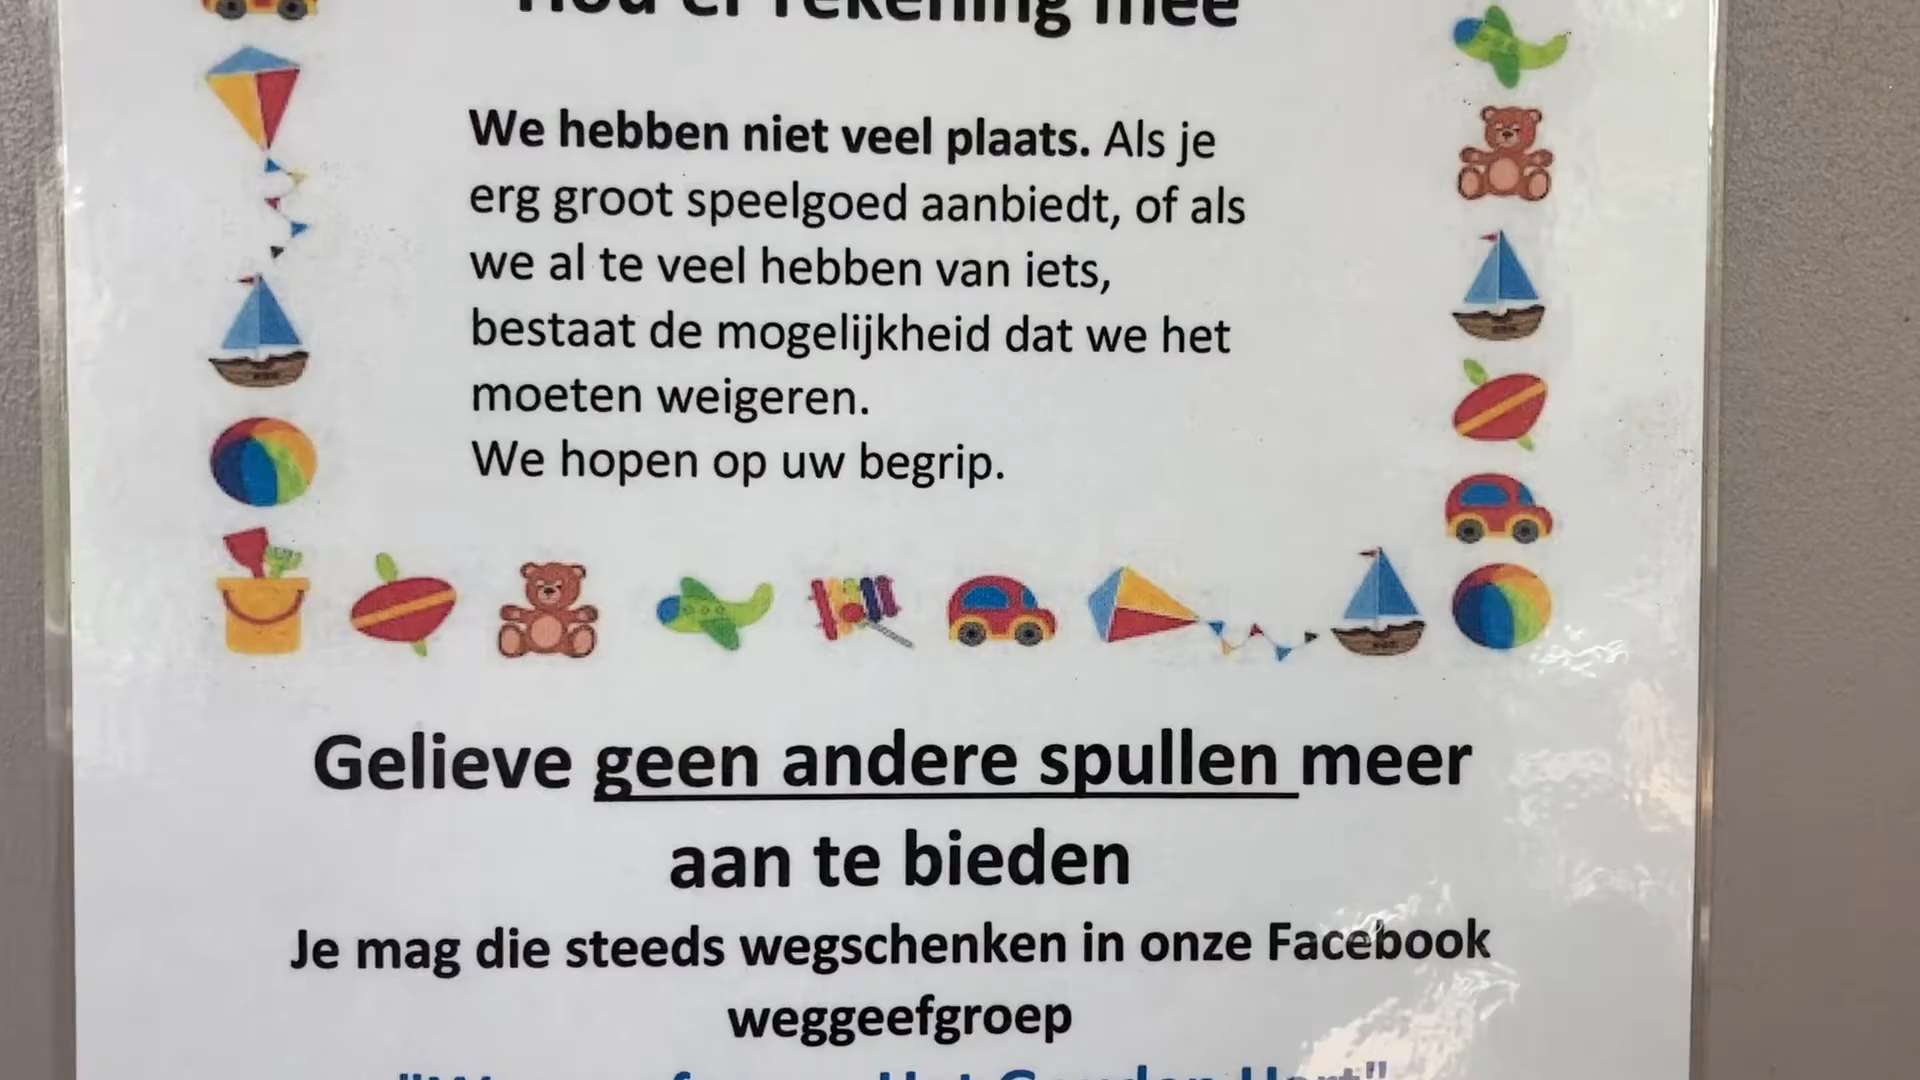 Hou er rekening mee
We hebben niet veel plaats. Als je
erg groot speelgoed aanbiedt, of als
we al te veel hebben van iets,
bestaat de mogelijkheid dat we het
moeten weigeren.
We hopen op uw begrip.
Gelieve geen andere spullen meer
aan te bieden
Je mag die steeds wegschenken in onze Facebook
weggeefgroep